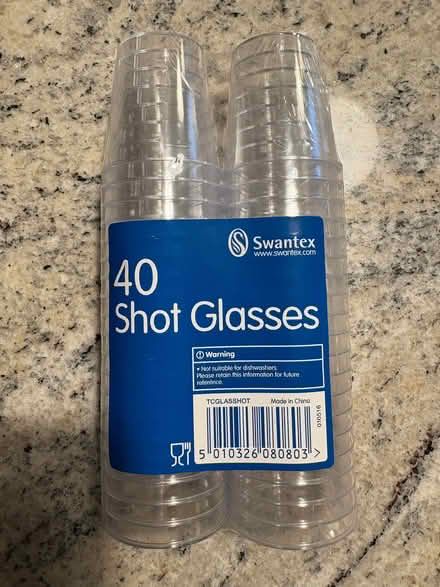 Swantex
www.swantex.com
40
Shot Glasses
Warning
• Not suitable for dishwashers.
Please retain this information for future
reference.
TCGLASSHOT Made in China
010516
5 010326 080803 >